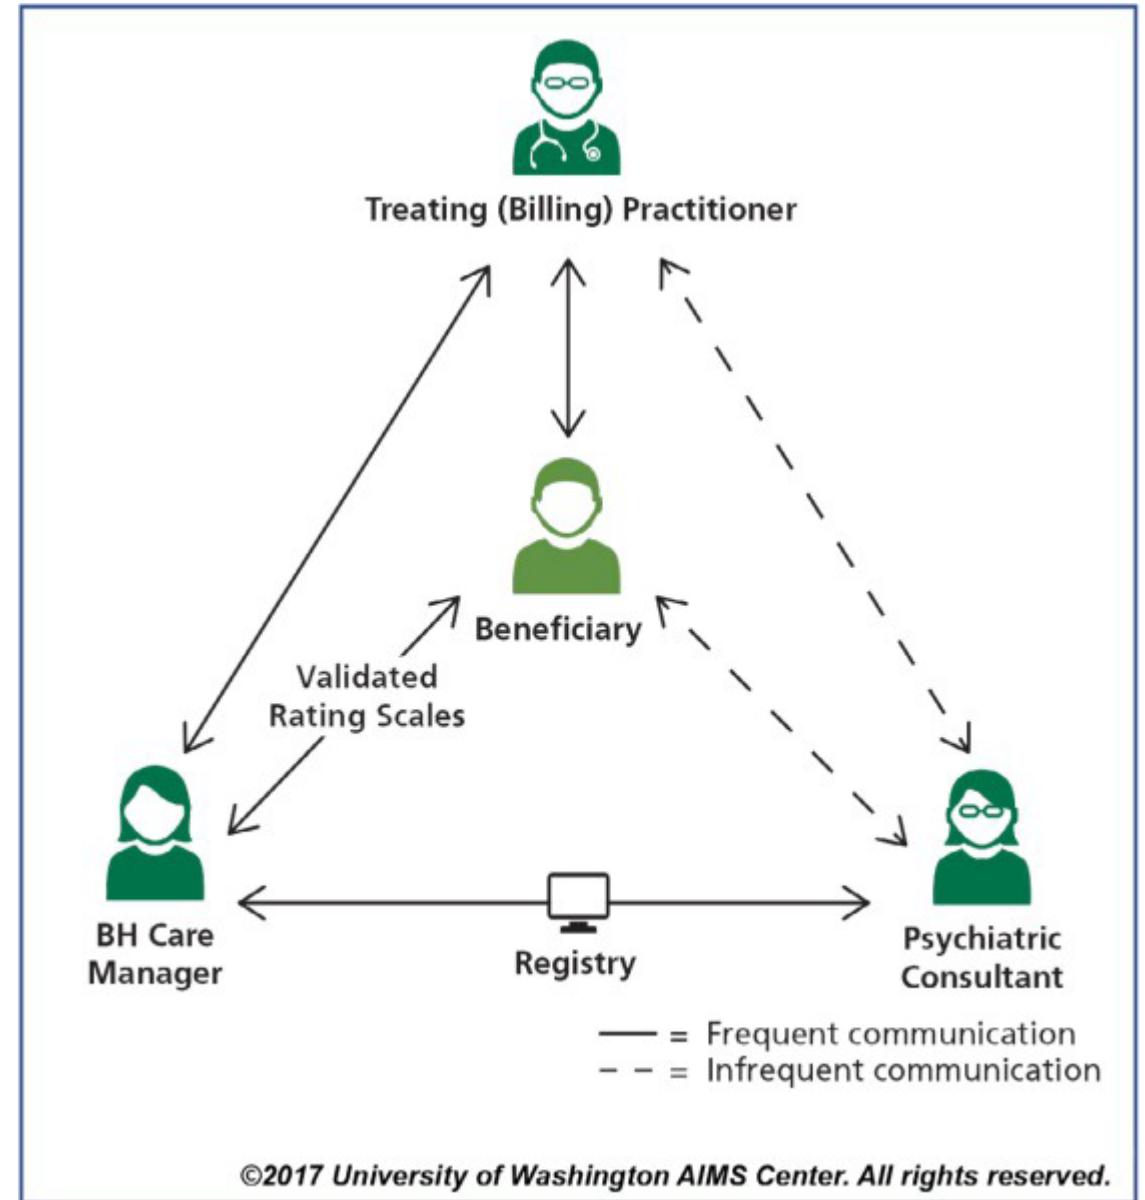 Treating (Billing) Practitioner
Beneficiary
Validated
Rating Scales
BH Care
Manager
Registry
Psychiatric
Consultant
= Frequent communication
= Infrequent communication
©2017 University of Washington AIMS Center. All rights reserved.